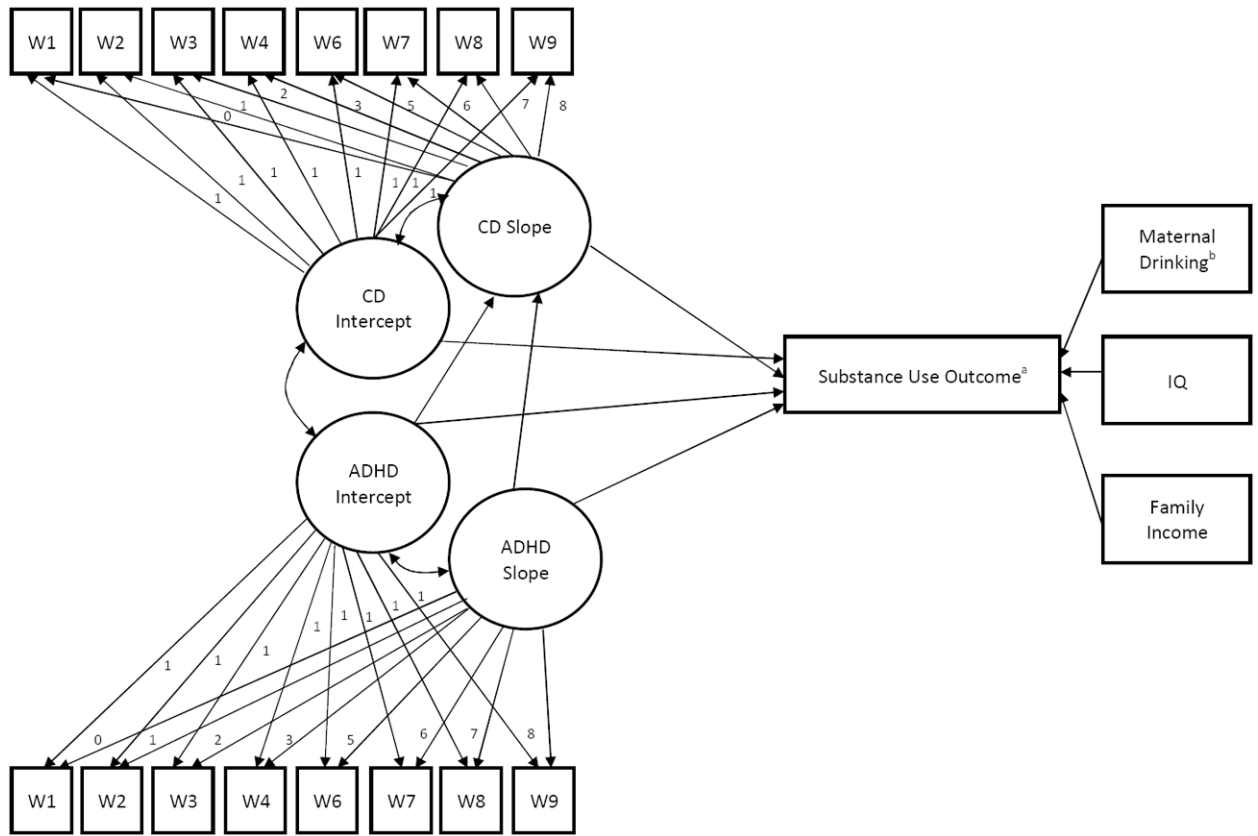 W1 W2 W3 W4 W6 W7 W8 W9
0 1 2 3 5 6 7 8
1 1 1 1 1 1 1 1
CD Slope
CD
Intercept
Maternal
Drinking^b
Substance Use Outcome^a
IQ
ADHD
Intercept
Family
Income
ADHD
Slope
1 1 1 1 1 1 1 1
0 1 2 3 5 6 7 8
W1 W2 W3 W4 W6 W7 W8 W9